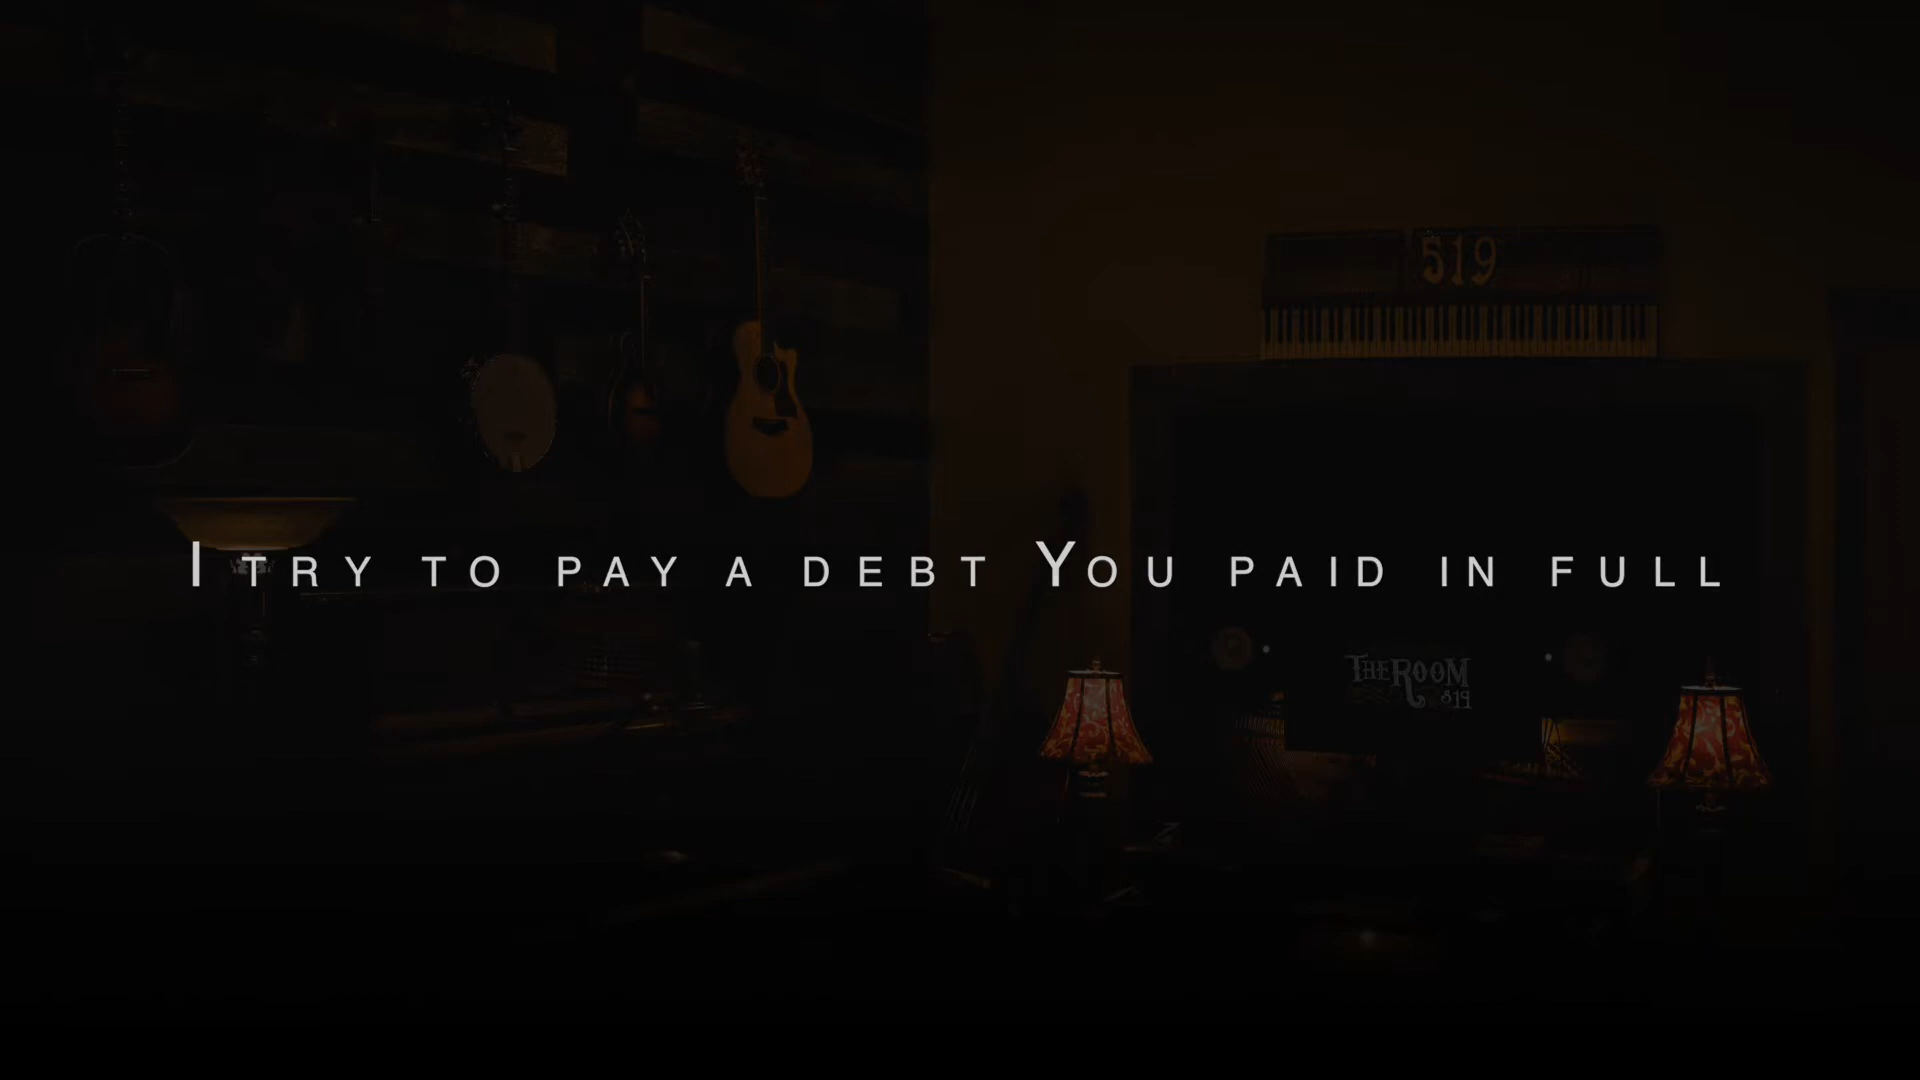 519
I TRY TO PAY A DEBT YOU PAID IN FULL
THE ROOM
519